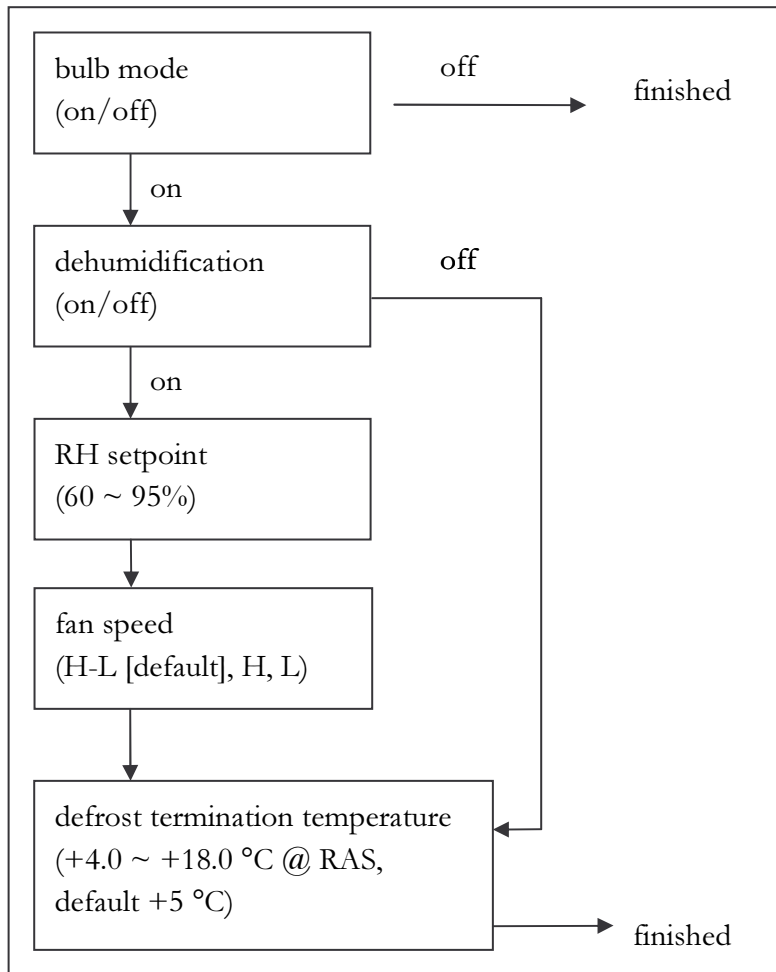 bulb mode
(on/off)
off
finished
on
dehumidification
(on/off)
off
on
RH setpoint
(60 ~ 95%)
fan speed
(H-L [default], H, L)
defrost termination temperature
(+4.0 ~ +18.0 °C @ RAS,
default +5 °C)
finished